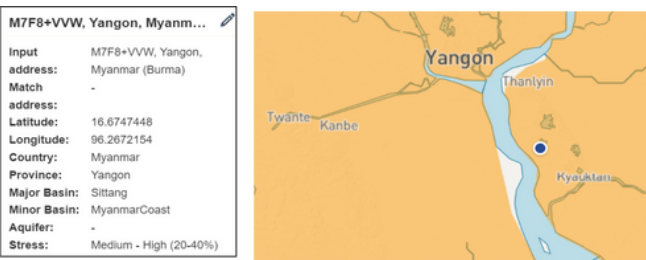 M7F8+VVW, Yangon, Myanm...
Input address: M7F8+VVW, Yangon, Myanmar (Burma)
Match address: -
Latitude: 16.6747448
Longitude: 96.2672154
Country: Myanmar
Province: Yangon
Major Basin: Sittang
Minor Basin: MyanmarCoast
Aquifer: -
Stress: Medium - High (20-40%)
Yangon
Thanlyin
Twante
Kanbe
Kyauktan